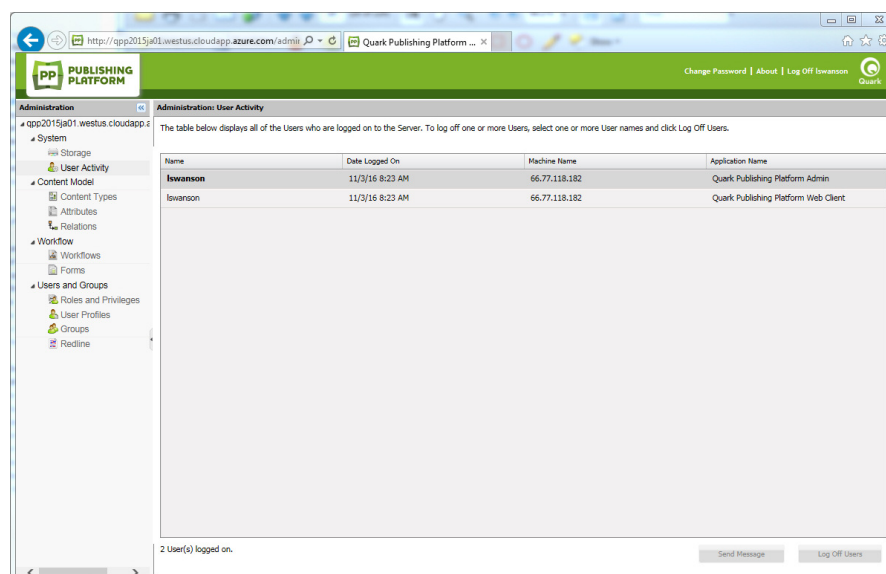 http://qpp2015ja01.westus.cloudapp.azure.com/admi
Quark Publishing Platform ...
PP PUBLISHING PLATFORM
Change Password | About | Log Off lswanson
Quark
Administration
Administration: User Activity
qpp2015ja01.westus.cloudapp.a
The table below displays all of the Users who are logged on to the Server. To log off one or more Users, select one or more User names and click Log Off Users.
System
Storage
User Activity
Content Model
Content Types
Attributes
Relations
Workflow
Workflows
Forms
Users and Groups
Roles and Privileges
User Profiles
Groups
Redline
Name Date Logged On Machine Name Application Name
lswanson 11/3/16 8:23 AM 66.77.118.182 Quark Publishing Platform Admin
lswanson 11/3/16 8:23 AM 66.77.118.182 Quark Publishing Platform Web Client
2 User(s) logged on.
Send Message
Log Off Users